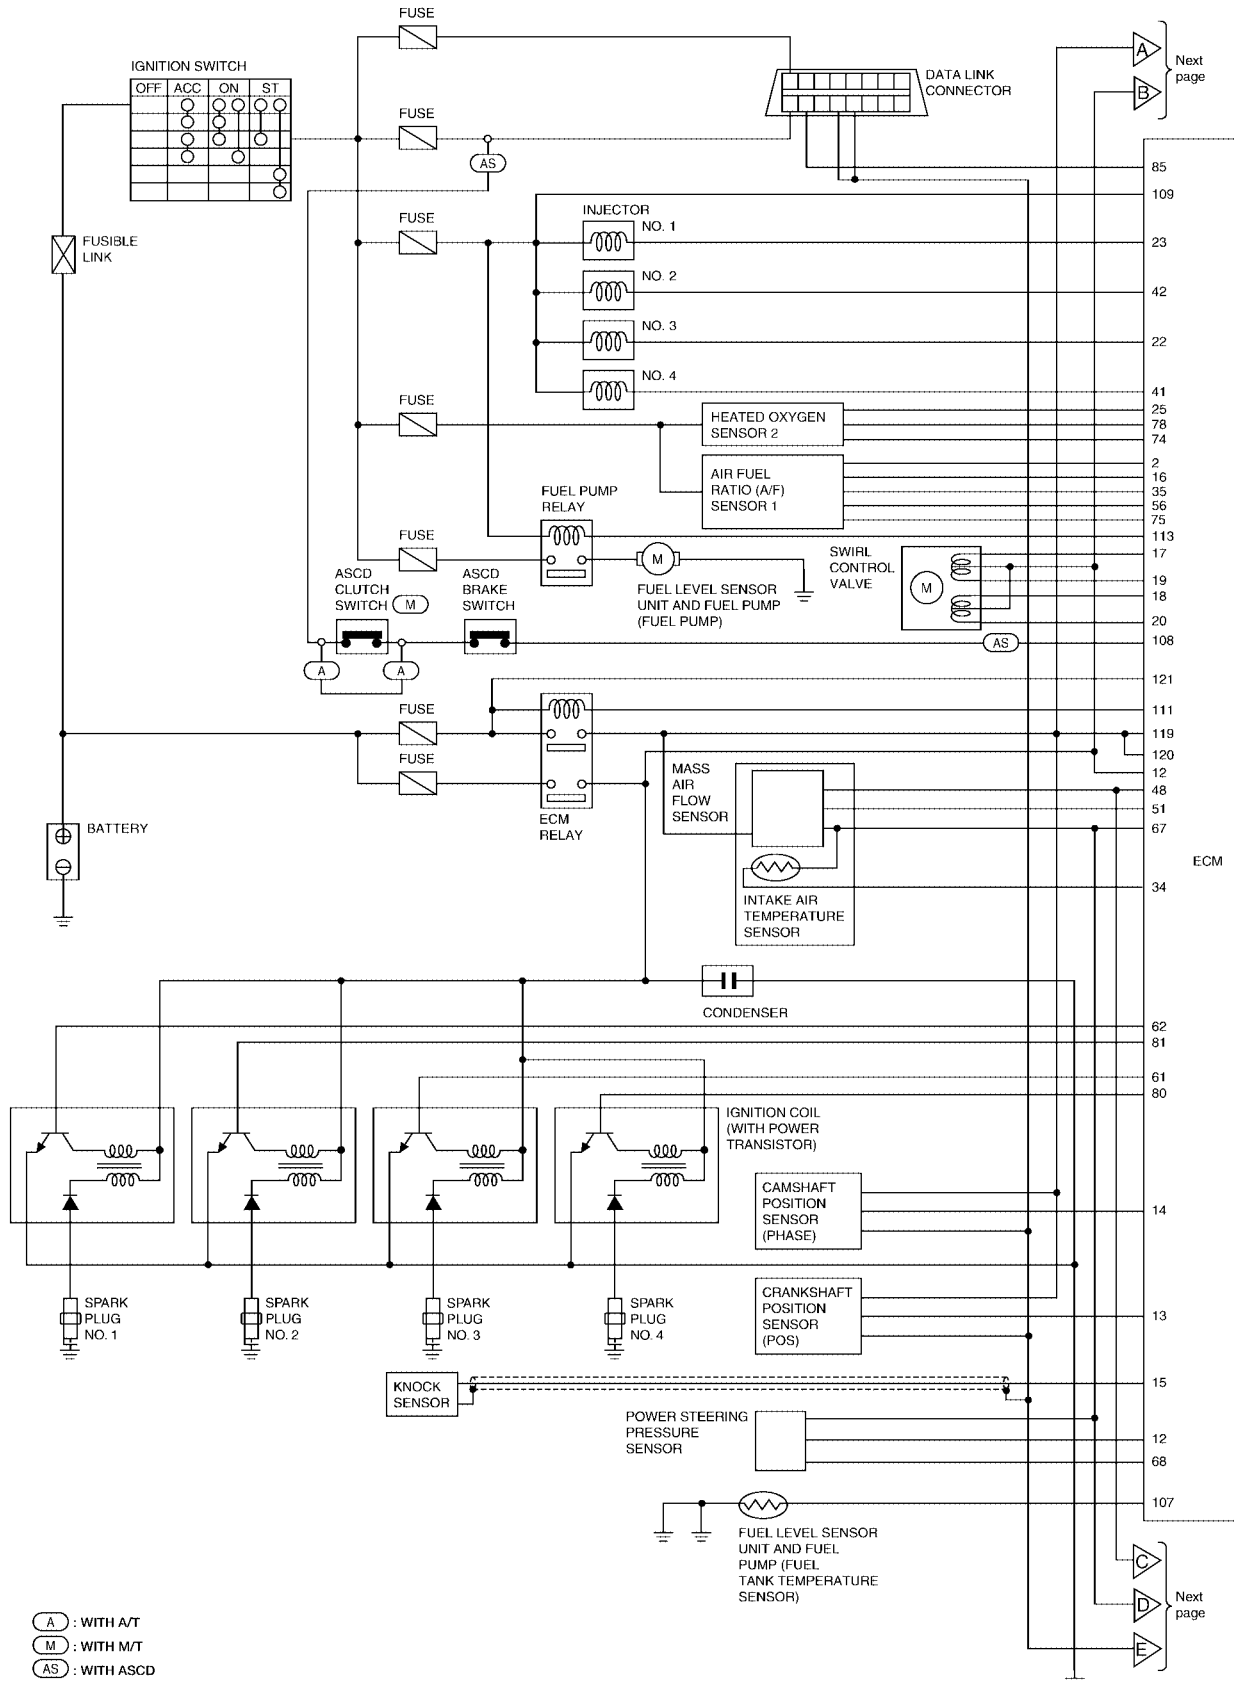 FUSE
A
Next
page
IGNITION SWITCH
OFF ACC ON ST
DATA LINK
CONNECTOR
B
FUSE
AS
85
109
FUSE
INJECTOR
NO. 1
FUSIBLE
LINK
23
NO. 2
42
NO. 3
22
NO. 4
41
FUSE
HEATED OXYGEN
SENSOR 2
25
78
74
AIR FUEL
RATIO (A/F)
SENSOR 1
2
16
35
56
75
FUEL PUMP
RELAY
113
FUSE
M
FUEL LEVEL SENSOR
UNIT AND FUEL PUMP
(FUEL PUMP)
SWIRL
CONTROL
VALVE
M
17
19
18
20
ASCD
CLUTCH
SWITCH M
ASCD
BRAKE
SWITCH
AS
108
A
A
121
111
FUSE
119
120
FUSE
12
ECM
RELAY
MASS
AIR
FLOW
SENSOR
48
51
67
BATTERY
ECM
34
INTAKE AIR
TEMPERATURE
SENSOR
CONDENSER
62
81
61
80
IGNITION COIL
(WITH POWER
TRANSISTOR)
CAMSHAFT
POSITION
SENSOR
(PHASE)
14
SPARK
PLUG
NO. 1
SPARK
PLUG
NO. 2
SPARK
PLUG
NO. 3
SPARK
PLUG
NO. 4
CRANKSHAFT
POSITION
SENSOR
(POS)
13
KNOCK
SENSOR
15
POWER STEERING
PRESSURE
SENSOR
12
68
107
FUEL LEVEL SENSOR
UNIT AND FUEL
PUMP (FUEL
TANK TEMPERATURE
SENSOR)
C
D
Next
page
E
A : WITH A/T
M : WITH M/T
AS : WITH ASCD